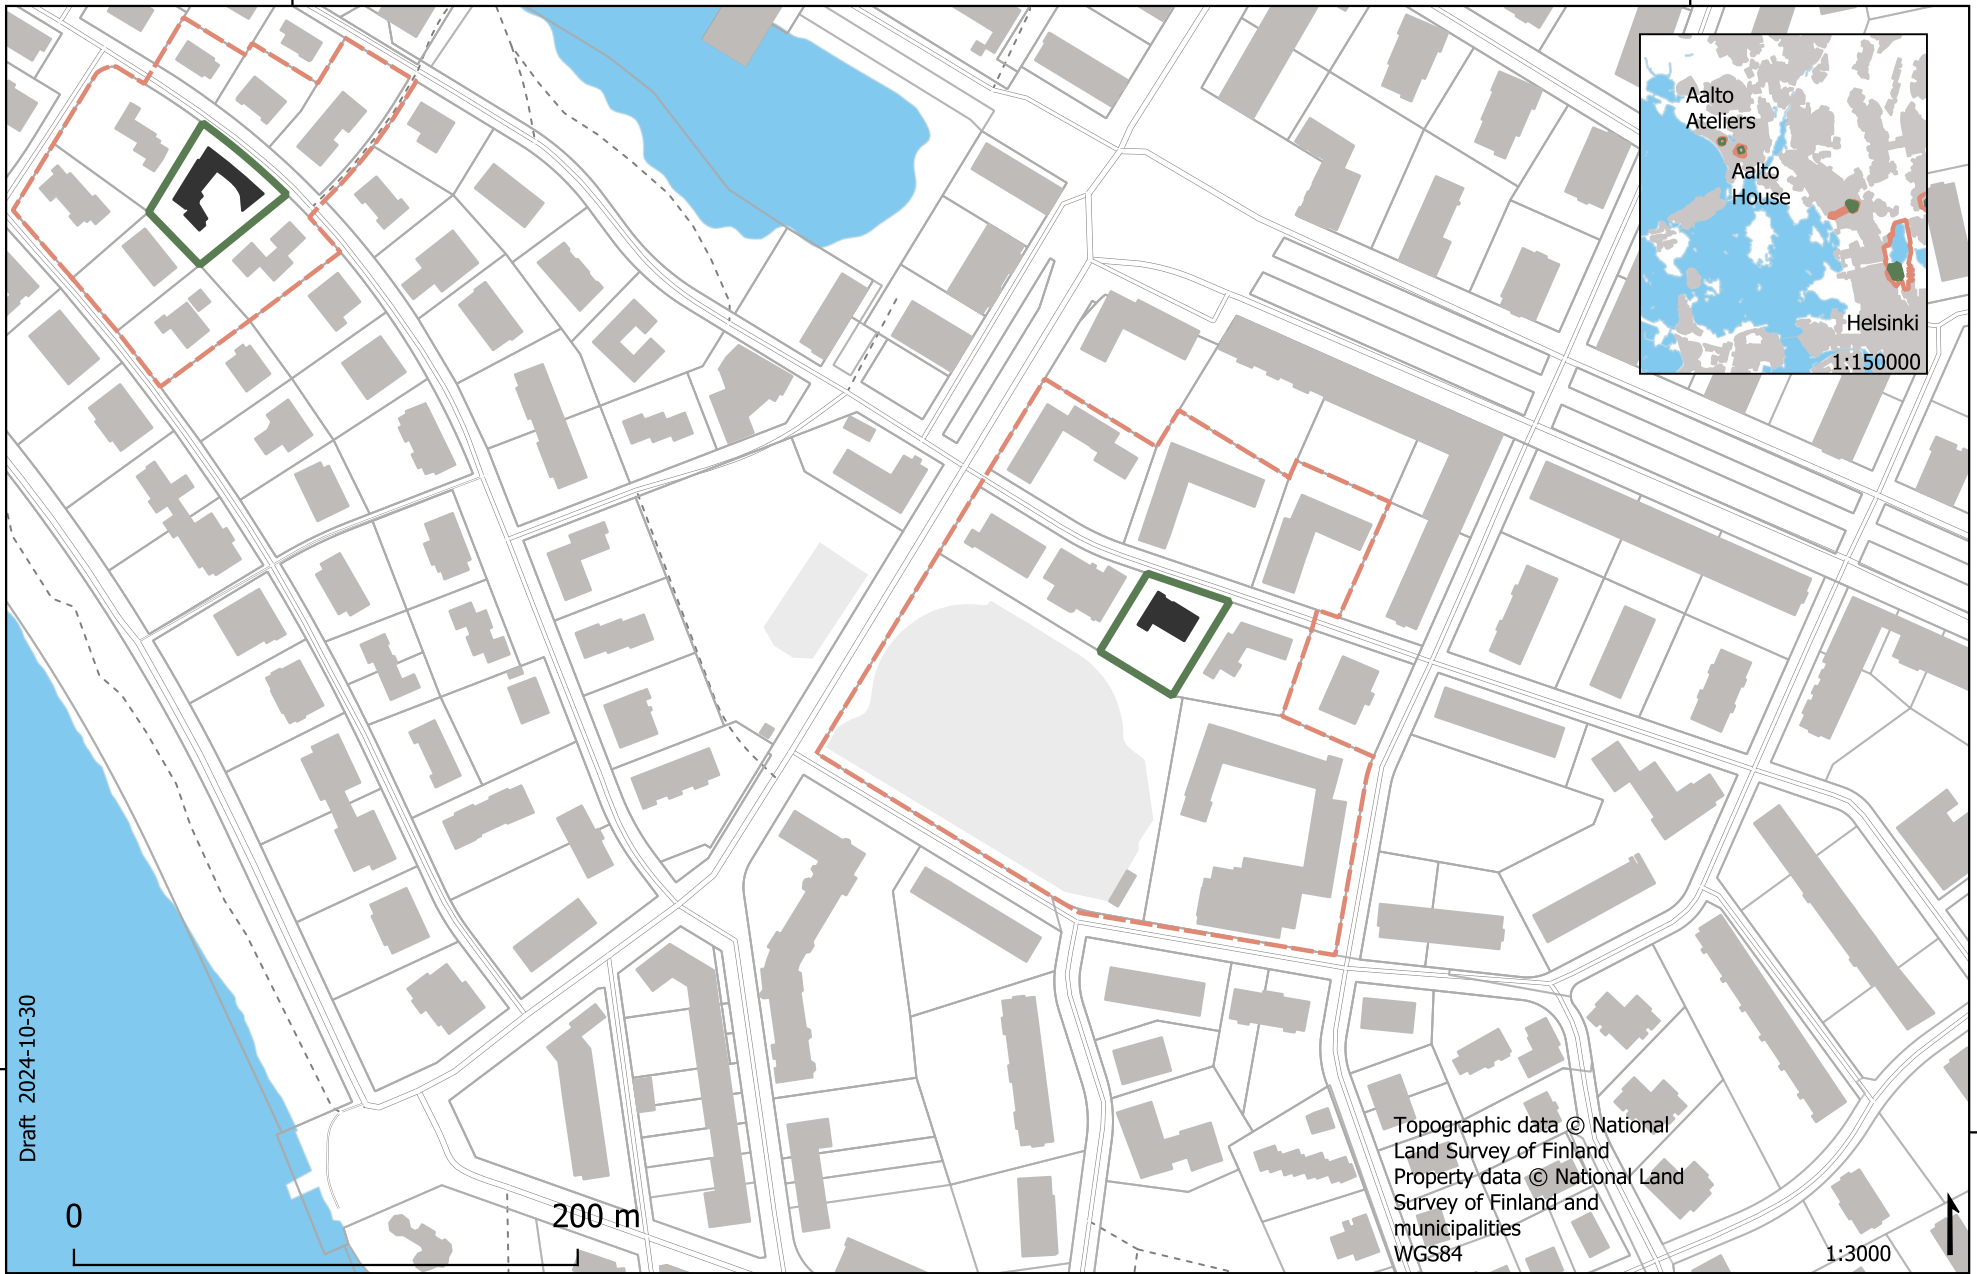 Aalto
Ateliers
Aalto
House
Helsinki
1:150000
Draft 2024-10-30
0
200 m
Topographic data © National
Land Survey of Finland
Property data © National Land
Survey of Finland and
municipalities
WGS84
1:3000